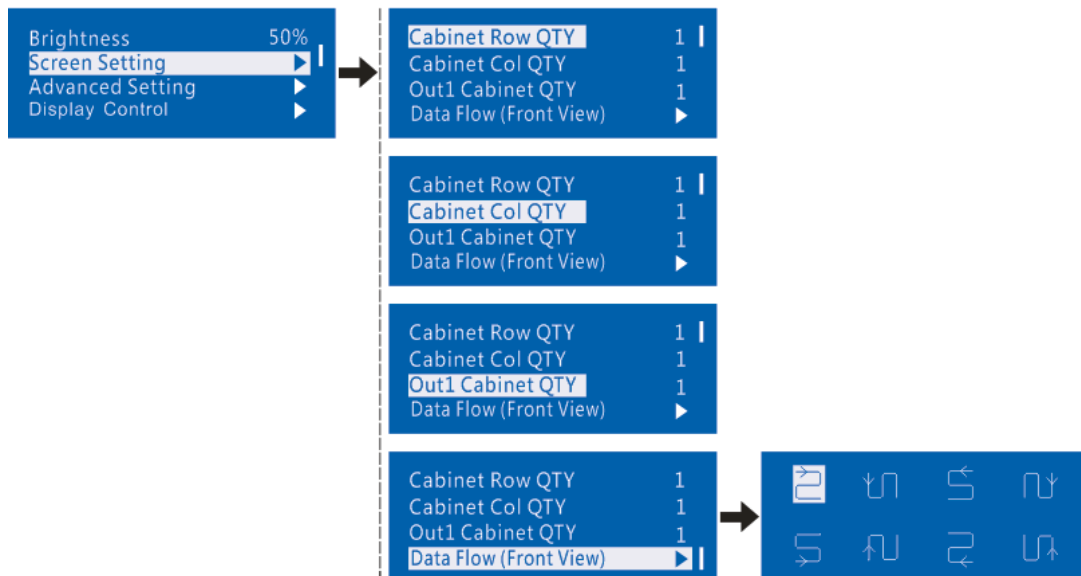 Brightness 50%
Screen Setting
Advanced Setting
Display Control
Cabinet Row QTY 1
Cabinet Col QTY 1
Out1 Cabinet QTY 1
Data Flow (Front View)
Cabinet Row QTY 1
Cabinet Col QTY 1
Out1 Cabinet QTY 1
Data Flow (Front View)
Cabinet Row QTY 1
Cabinet Col QTY 1
Out1 Cabinet QTY 1
Data Flow (Front View)
Cabinet Row QTY 1
Cabinet Col QTY 1
Out1 Cabinet QTY 1
Data Flow (Front View)